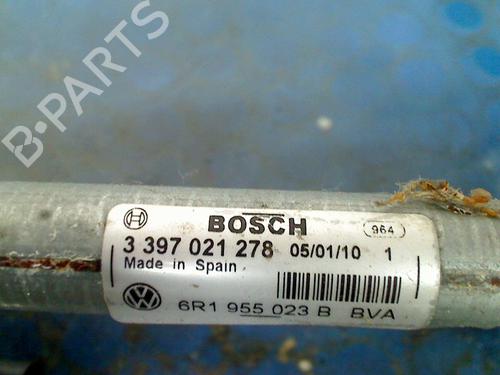 B-PARTS
BOSCH
964
3 397 021 278 05/01/10 1
Made in Spain
6R1 955 023 B BVA